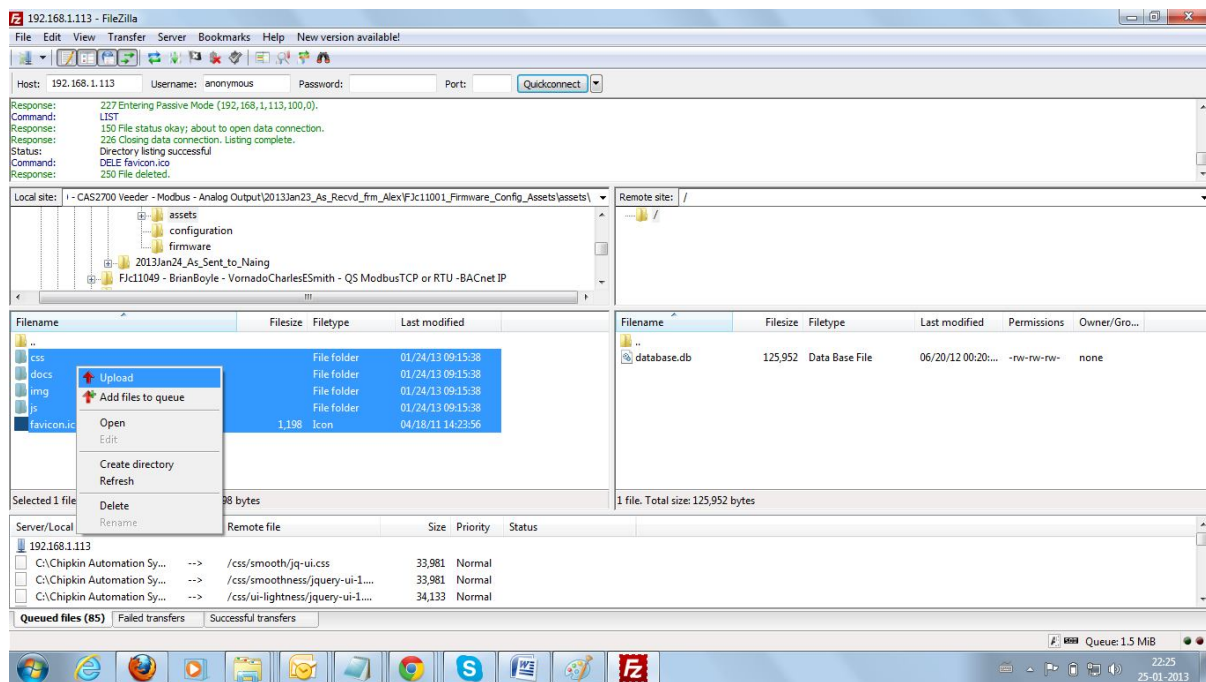 192.168.1.113 - FileZilla
File Edit View Transfer Server Bookmarks Help New version available!
Host: 192.168.1.113 Username: anonymous Password: Port: Quickconnect
Response: 227 Entering Passive Mode (192,168,1,113,100,0).
Command: LIST
Response: 150 File status okay; about to open data connection.
Response: 226 Closing data connection. Listing complete.
Status: Directory listing successful
Command: DELE favicon.ico
Response: 250 File deleted.
Local site: - CAS2700 Veeder - Modbus - Analog Output\2013Jan23_As_Recvd_frm_Alex\FJc11001_Firmware_Config_Assets\assets\
assets
configuration
firmware
2013Jan24_As_Sent_to_Naing
FJc11049 - BrianBoyle - VornadoCharlesESmith - QS ModbusTCP or RTU -BACnet IP
Remote site: /
/
Filename Filesize Filetype Last modified
..
css File folder 01/24/13 09:15:38
docs File folder 01/24/13 09:15:38
img File folder 01/24/13 09:15:38
js File folder 01/24/13 09:15:38
favicon.ic 1,198 Icon 04/18/11 14:23:56
Upload
Add files to queue
Open
Edit
Create directory
Refresh
Delete
Rename
Selected 1 file 98 bytes
Filename Filesize Filetype Last modified Permissions Owner/Gro...
..
database.db 125,952 Data Base File 06/20/12 00:20:... -rw-rw-rw- none
1 file. Total size: 125,952 bytes
Server/Local Remote file Size Priority Status
192.168.1.113
C:\Chipkin Automation Sy... --> /css/smooth/jq-ui.css 33,981 Normal
C:\Chipkin Automation Sy... --> /css/smoothness/jquery-ui-1.... 33,981 Normal
C:\Chipkin Automation Sy... --> /css/ui-lightness/jquery-ui-1.... 34,133 Normal
Queued files (85) Failed transfers Successful transfers
Queue: 1.5 MiB
22:25
25-01-2013